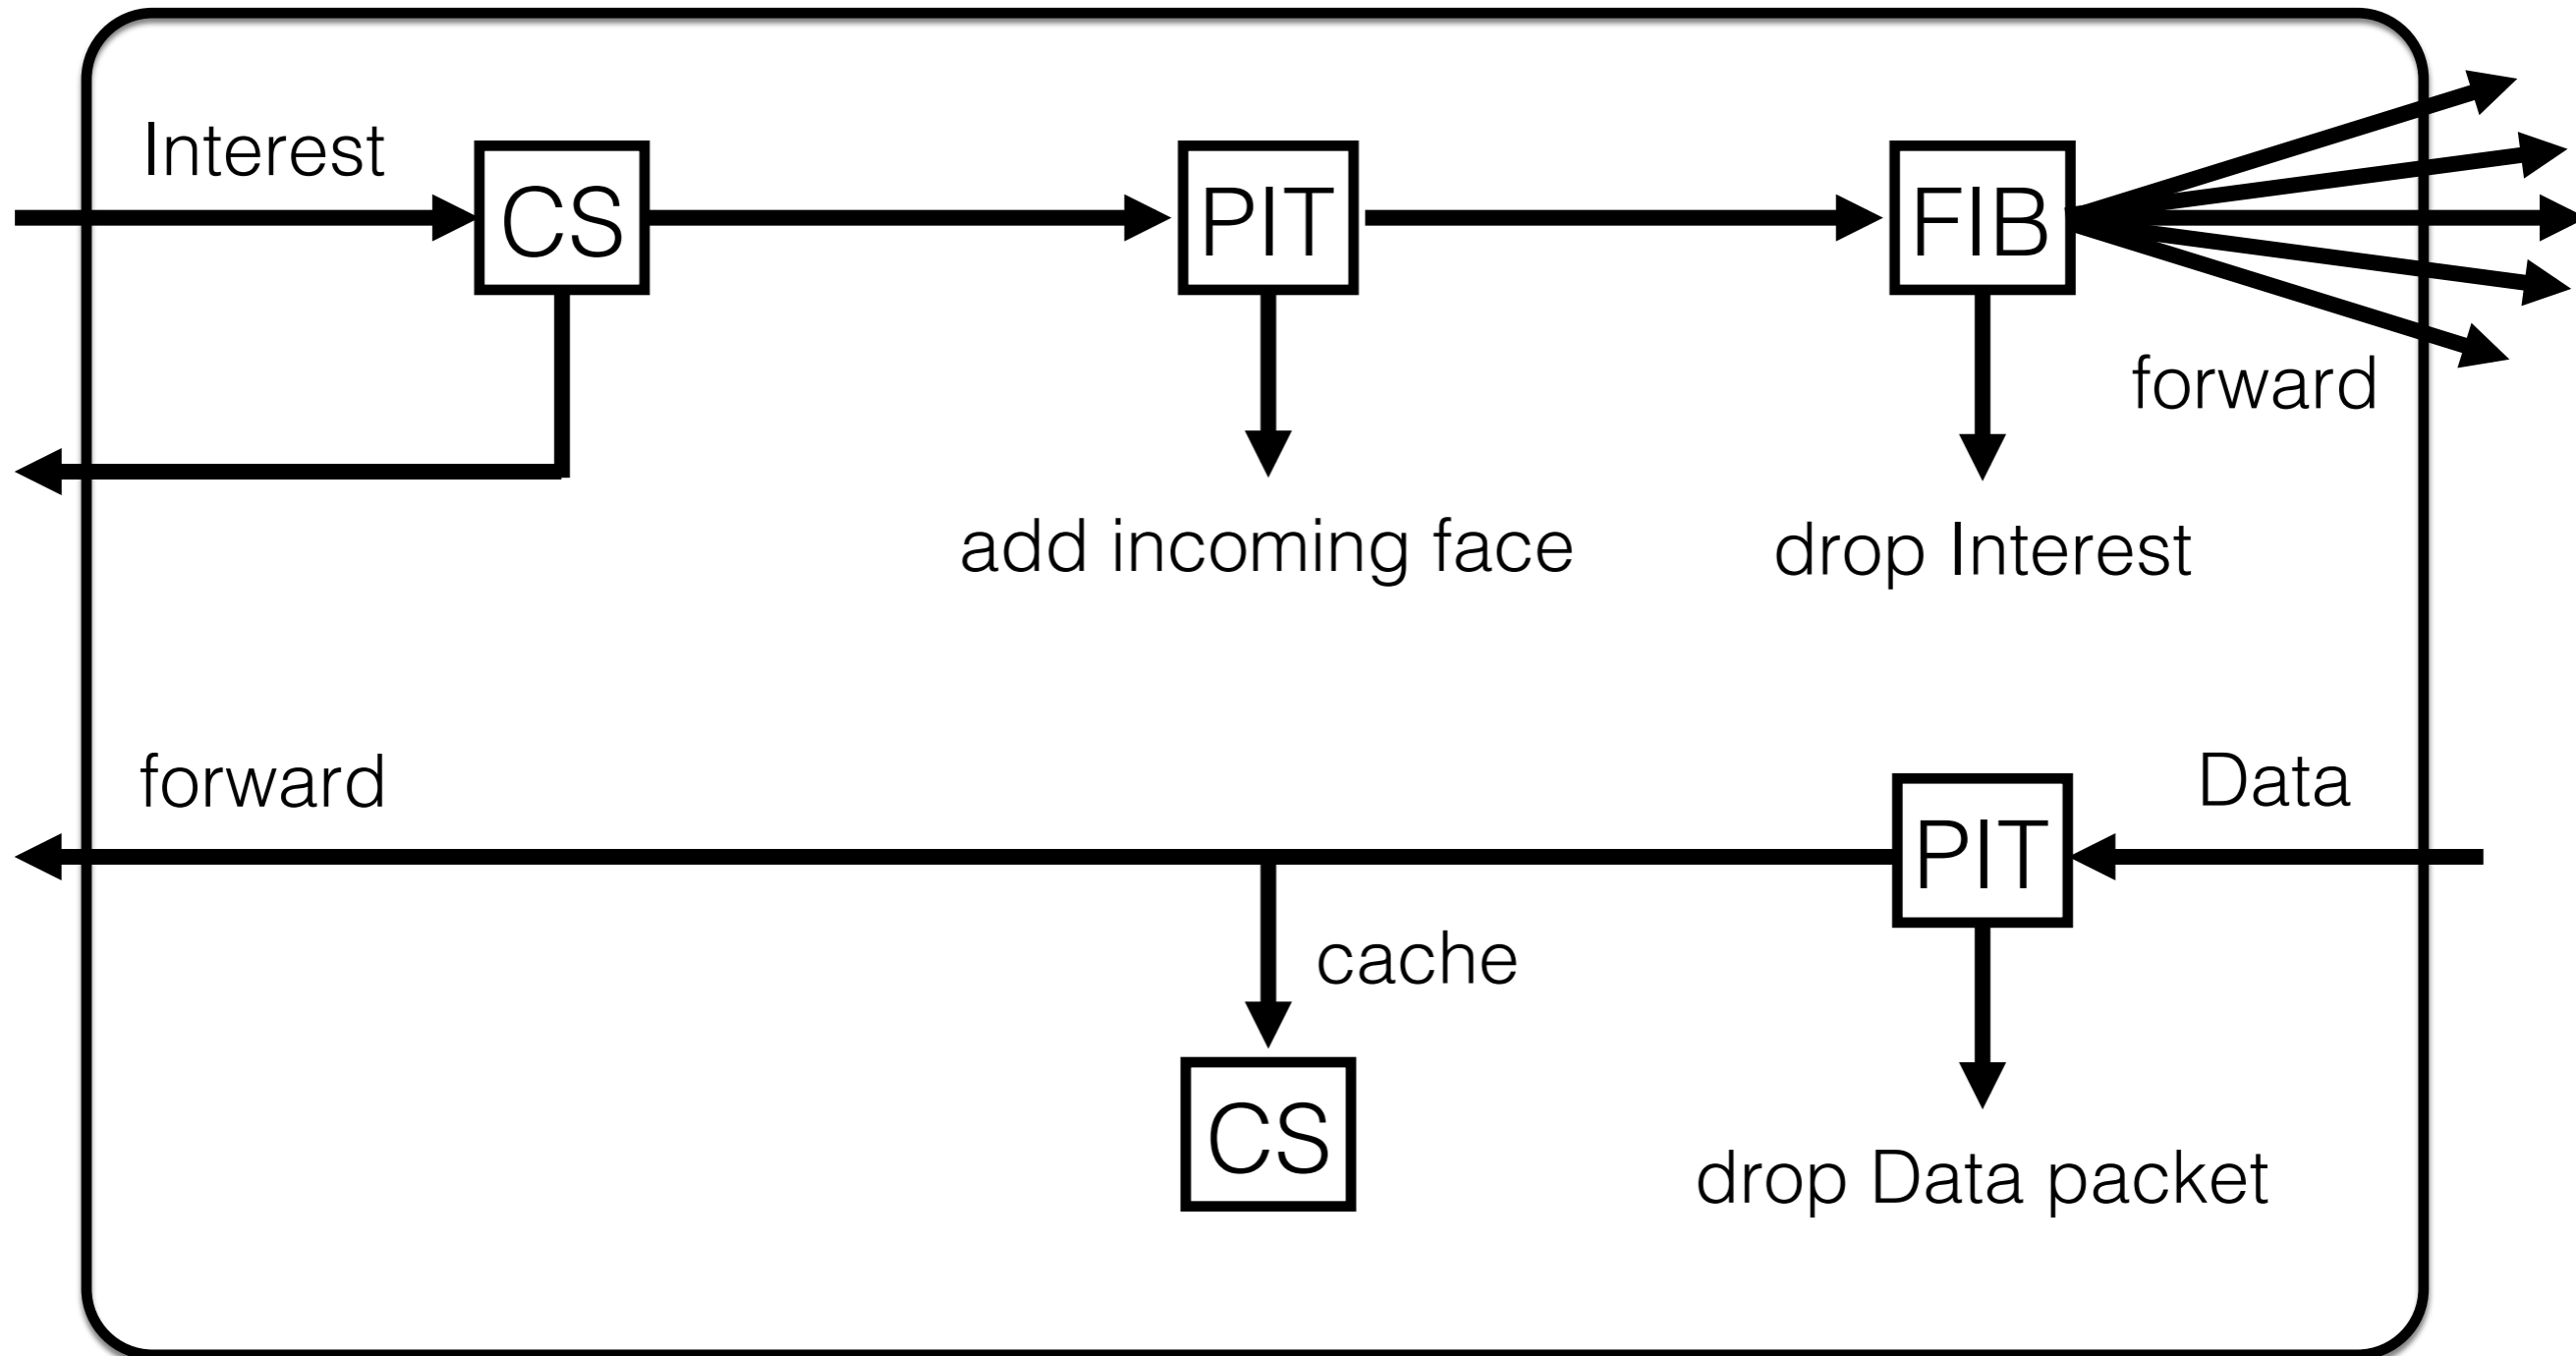 Interest
CS
PIT
FIB
forward
add incoming face
drop Interest
forward
PIT
Data
cache
CS
drop Data packet